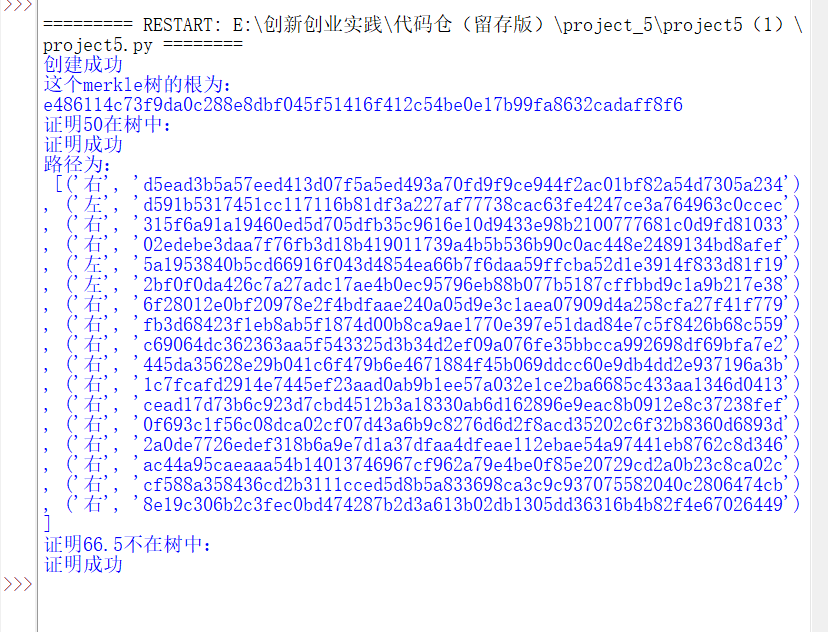 >>>
========= RESTART: E:\创新创业实践\代码仓（留存版）\project_5\project5（1）\
project5.py ========
创建成功
这个merkle树的根为:
e486114c73f9da0c288e8dbf045f51416f412c54be0e17b99fa8632cadaff8f6
证明50在树中:
证明成功
路径为:
[('右', 'd5ead3b5a57eed413d07f5a5ed493a70fd9f9ce944f2ac01bf82a54d7305a234')
, ('左', 'd591b5317451cc117116b81df3a227af77738cac63fe4247ce3a764963c0ccec')
, ('右', '315f6a91a19460ed5d705dfb35c9616e10d9433e98b2100777681c0d9fd81033')
, ('右', '02edebe3daa7f76fb3d18b419011739a4b5b536b90c0ac448e2489134bd8afef')
, ('左', '5a1953840b5cd66916f043d4854ea66b7f6daa59ffcba52d1e3914f833d81f19')
, ('左', '2bf0f0da426c7a27adc17ae4b0ec95796eb88b077b5187cffbbd9c1a9b217e38')
, ('右', '6f28012e0bf20978e2f4bdfaae240a05d9e3c1aea07909d4a258cfa27f41f779')
, ('右', 'fb3d68423f1eb8ab5f1874d00b8ca9ae1770e397e51dad84e7c5f8426b68c559')
, ('右', 'c69064dc362363aa5f543325d3b34d2ef09a076fe35bbcca992698df69bfa7e2')
, ('右', '445da35628e29b041c6f479b6e4671884f45b069ddcc60e9db4dd2e937196a3b')
, ('右', '1c7fcafd2914e7445ef23aad0ab9b1ee57a032e1ce2ba6685c433aa1346d0413')
, ('右', 'cead17d73b6c923d7cbd4512b3a18330ab6d162896e9eac8b0912e8c37238fef')
, ('右', '0f693c1f56c08dca02cf07d43a6b9c8276d6d2f8acd35202c6f32b8360d6893d')
, ('右', '2a0de7726edef318b6a9e7d1a37dfaa4dfeae112ebae54a97441eb8762c8d346')
, ('右', 'ac44a95caeaaa54b14013746967cf962a79e4be0f85e20729cd2a0b23c8ca02c')
, ('右', 'cf588a358436cd2b3111cced5d8b5a833698ca3c9c937075582040c2806474cb')
, ('右', '8e19c306b2c3fec0bd474287b2d3a613b02db1305dd36316b4b82f4e67026449')
]
证明66.5不在树中:
证明成功
>>>